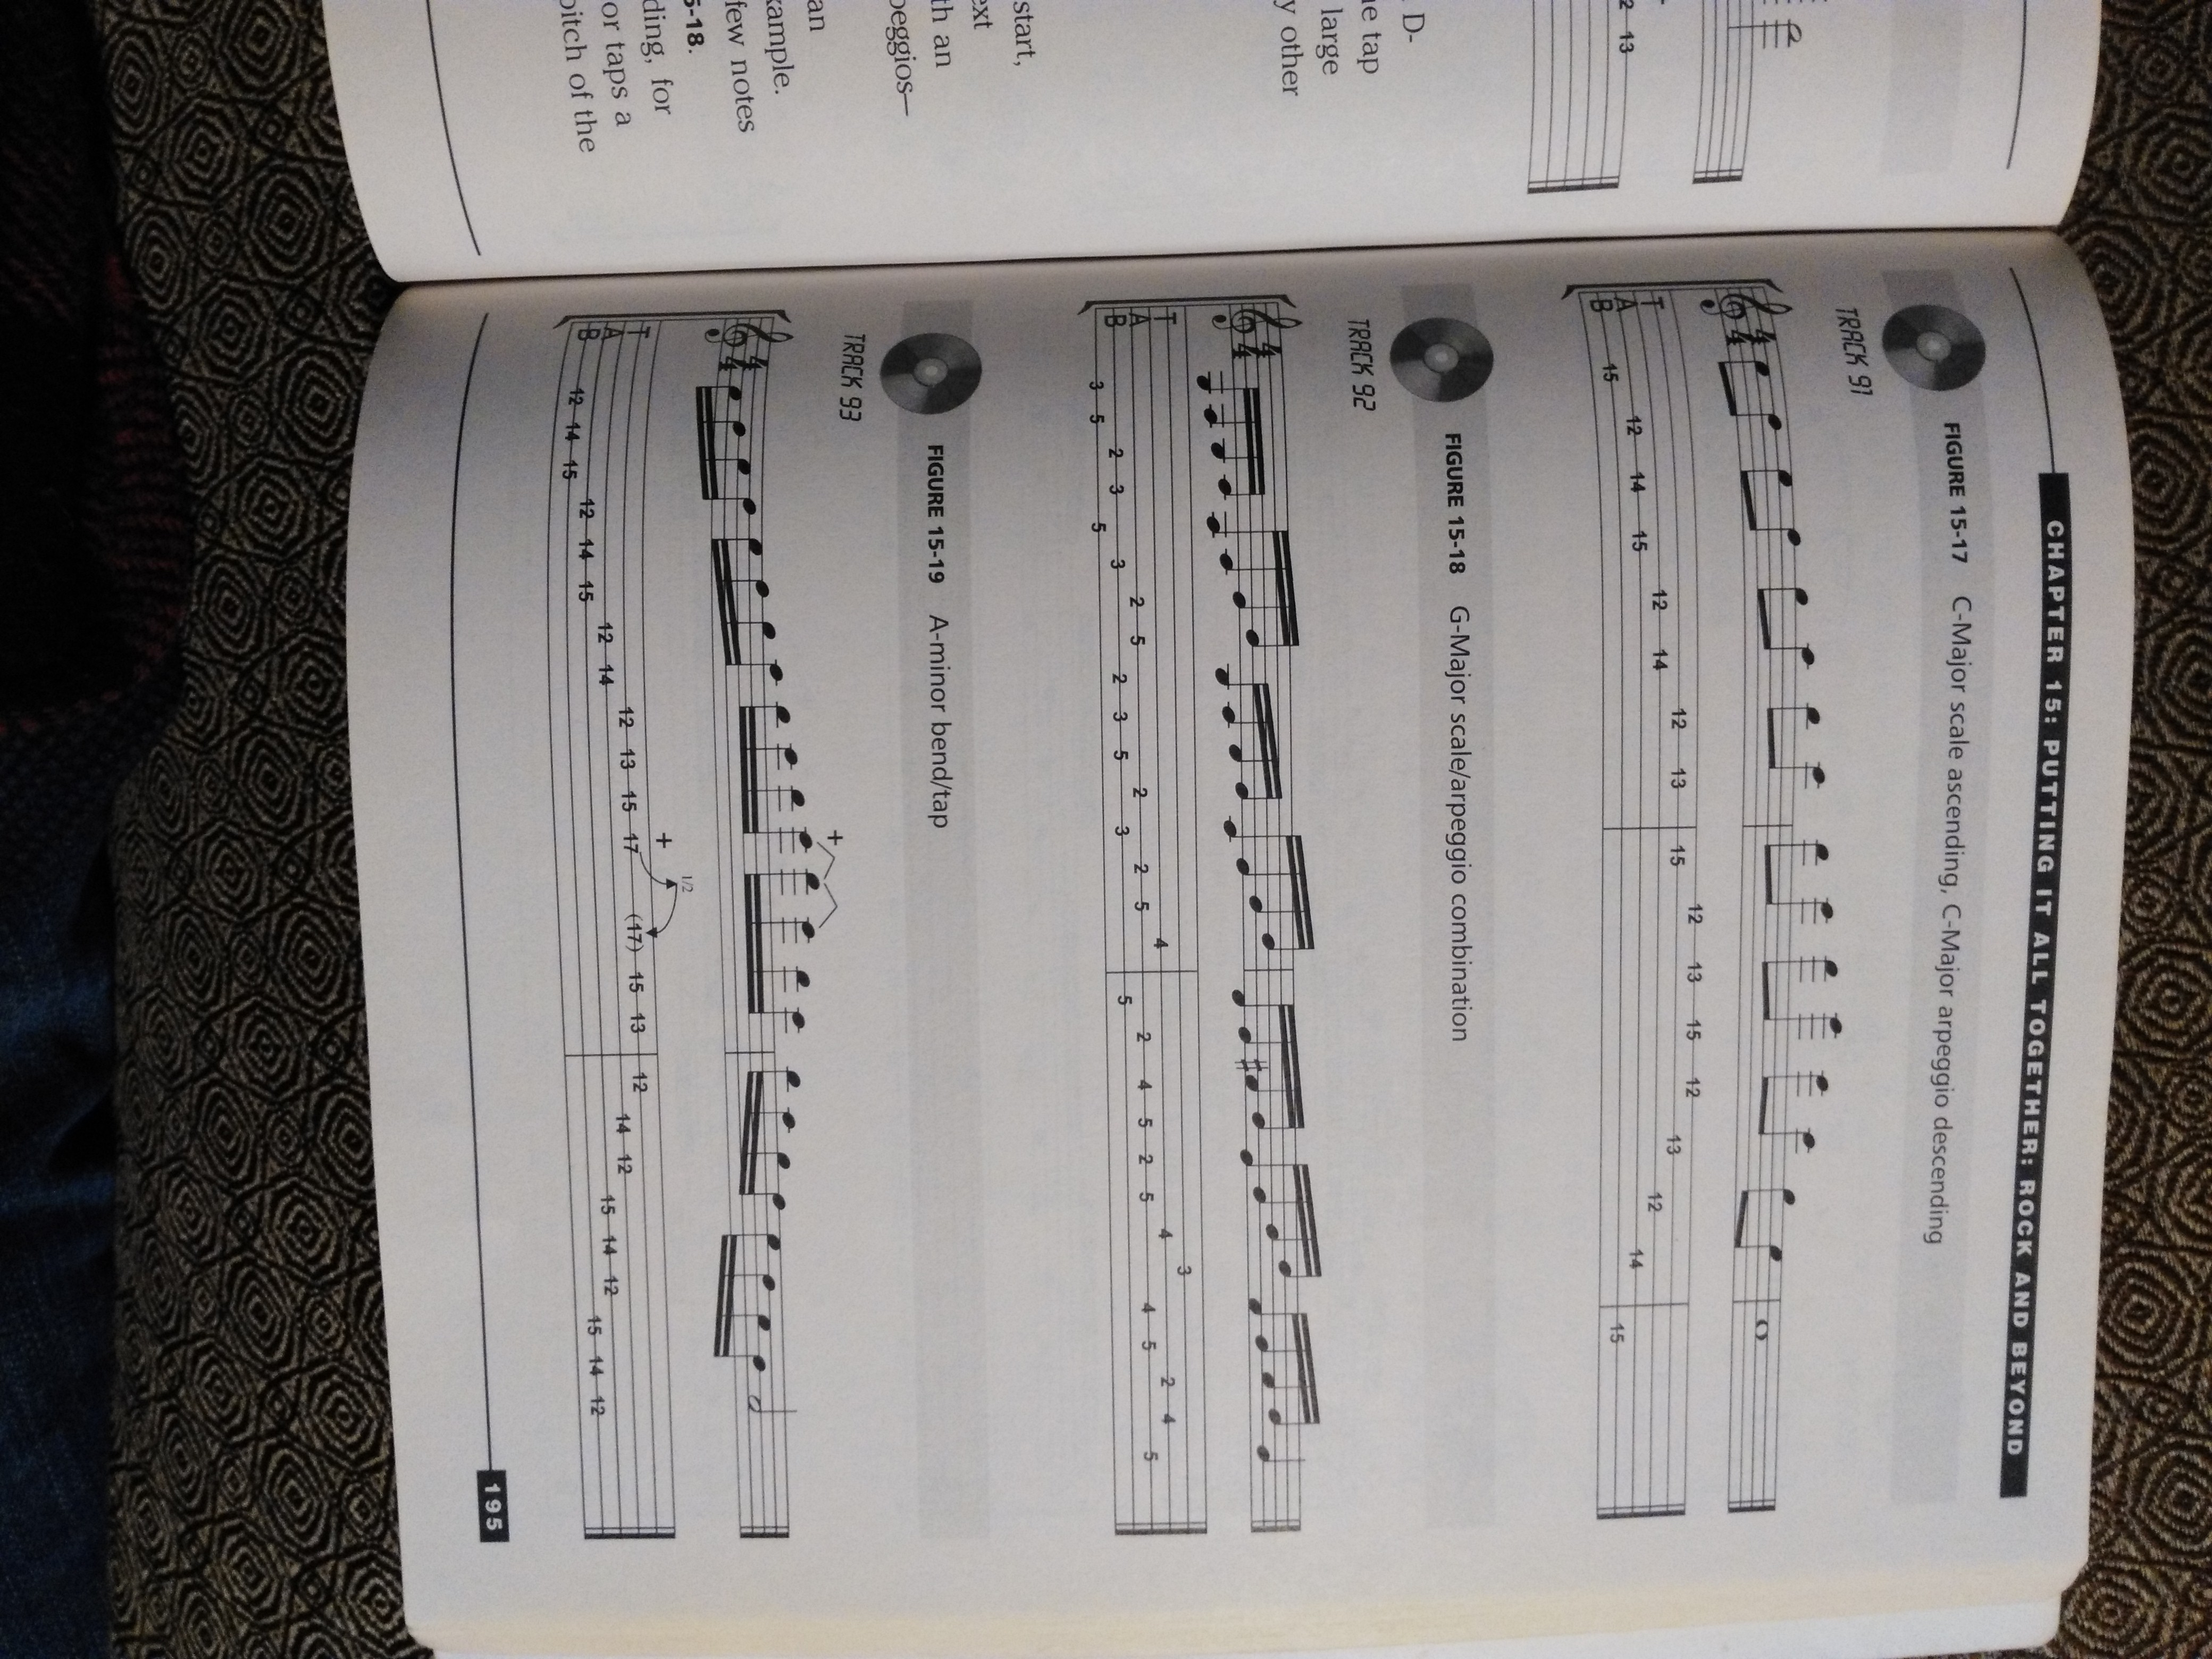 2 13
D-
e tap
large
y other
start,
ext
th an
peggios—
an
xample.
few notes
5-18.
ding, for
or taps a
pitch of the
CHAPTER 15: PUTTING IT ALL TOGETHER: ROCK AND BEYOND
FIGURE 15-17 C-Major scale ascending, C-Major arpeggio descending
TRACK 91
4
4
12 13 15 12
T 12 13 15 13
12 14 12
A 12 14 15 14
B 15 15
FIGURE 15-18 G-Major scale/arpeggio combination
TRACK 92
4
4
3
T 4 4 2 4
A 2 5 2 2 5 2 4 5 2 5 4 5 5
2 3 3 2 3 5 3 5
B 3 5 5
FIGURE 15-19 A-minor bend/tap
TRACK 93
4
4
+
1/2
+
T 12 13 15 17 (17) 15 13 12
12 14 14 12
A 12 14 15 15 14 12
B 12 14 15 15 14 12
195